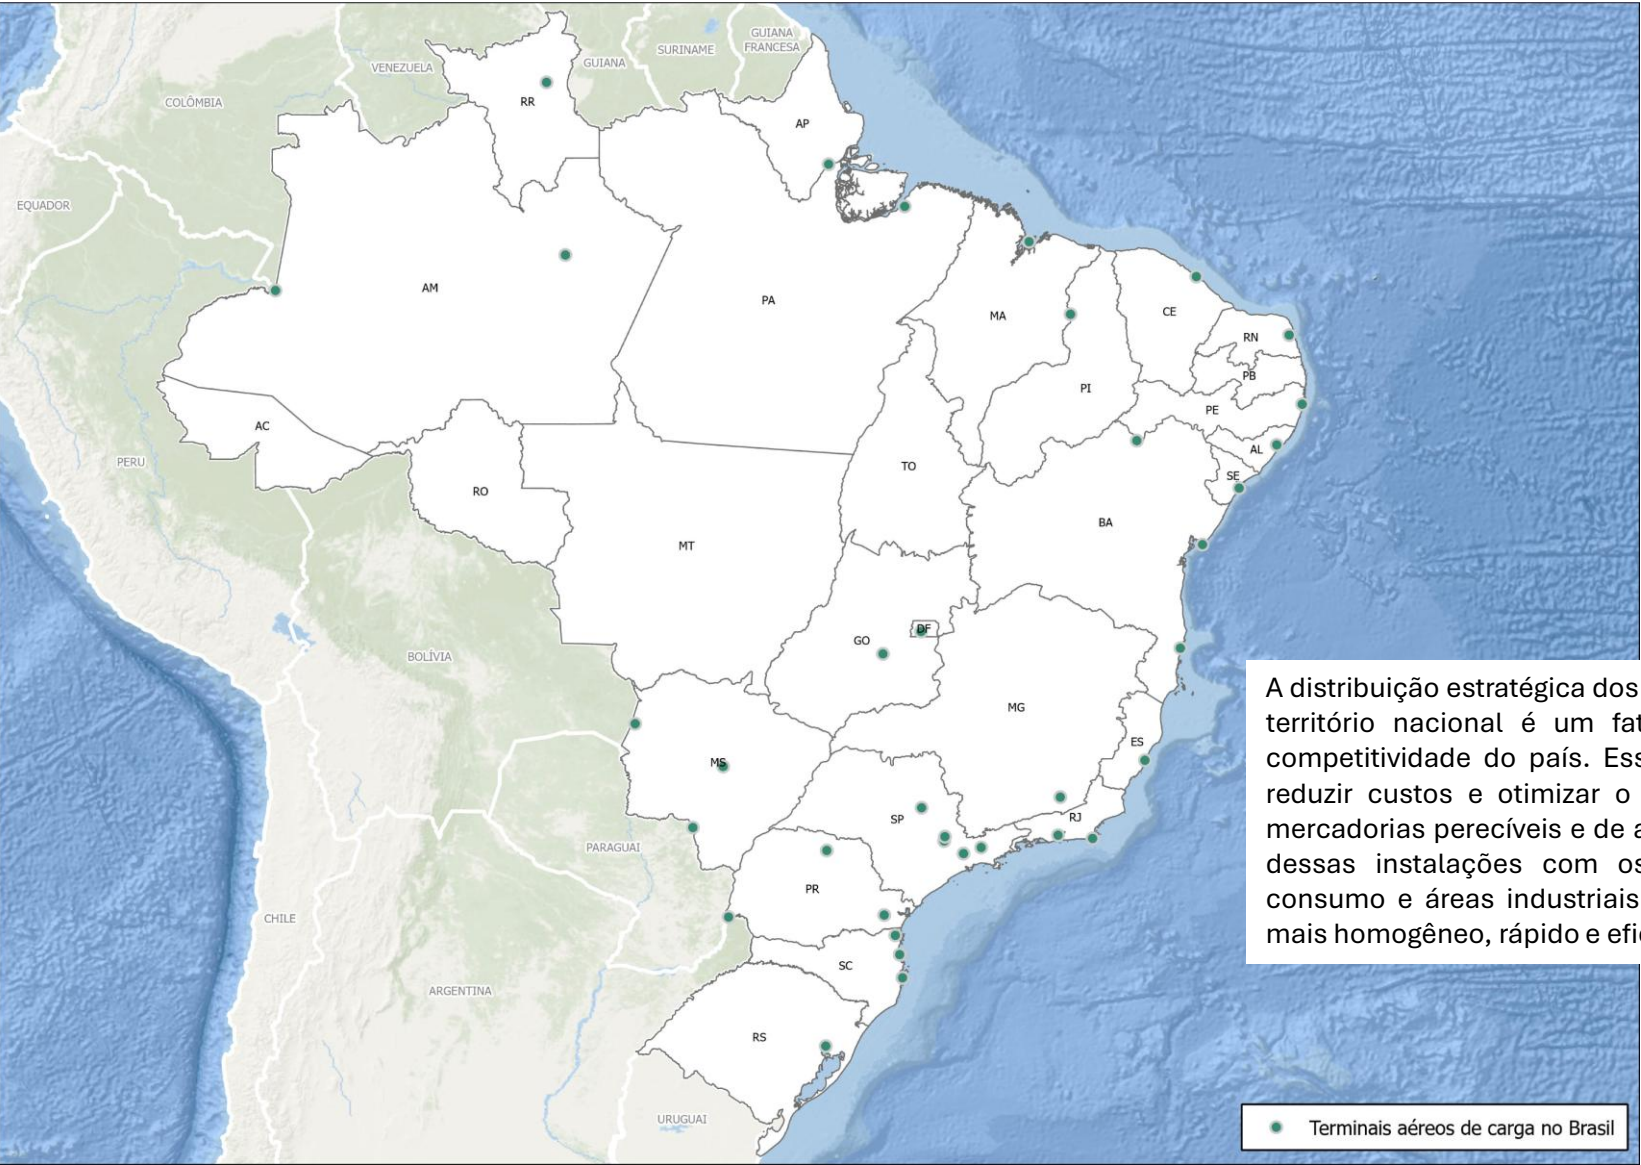 GUIANA
FRANCESA
SURINAME
GUIANA
VENEZUELA
COLÔMBIA
RR
AP
EQUADOR
AM
PA
MA
CE
RN
PB
PI
PE
AC
AL
TO
SE
PERU
RO
BA
MT
DF
GO
BOLÍVIA
MG
ES
MS
SP
RJ
PARAGUAI
PR
CHILE
SC
ARGENTINA
RS
URUGUAI
A distribuição estratégica dos
território nacional é um
competitividade do país.
reduzir custos e otimizar o
mercadorias perecíveis e de
dessas instalações com os
consumo e áreas industriais
mais homogêneo, rápido e
Terminais aéreos de carga no Brasil